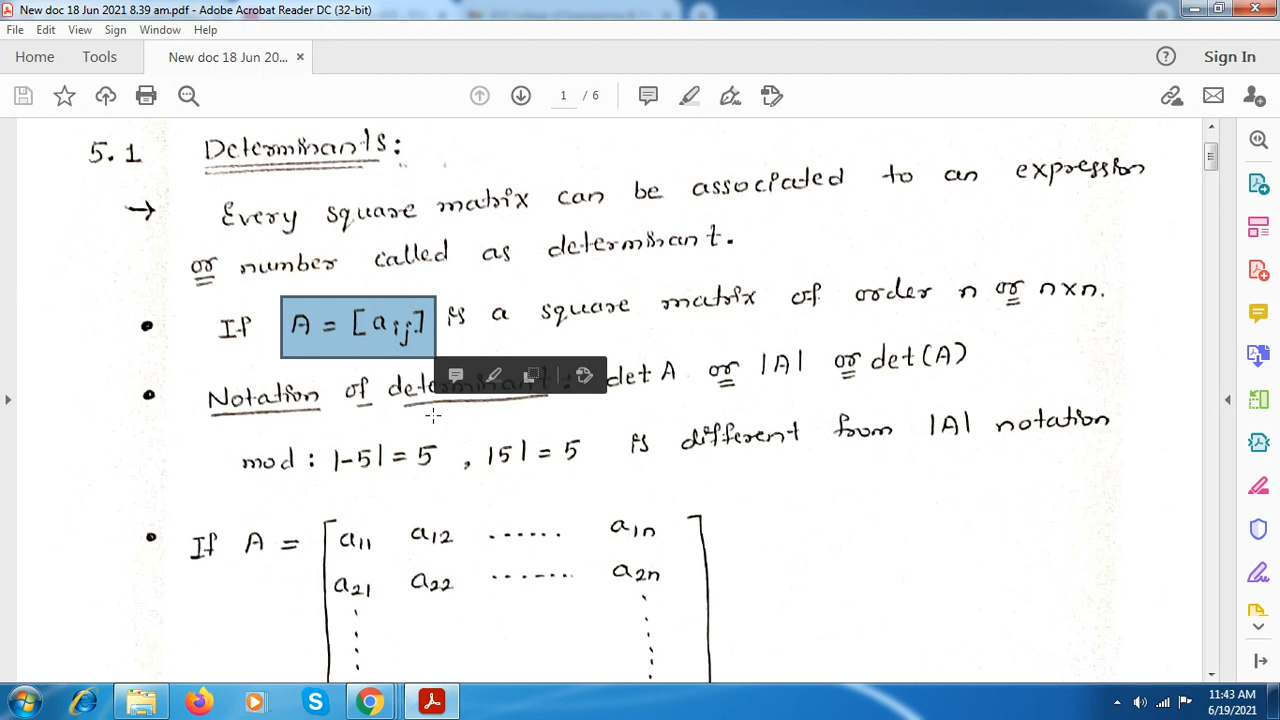 New doc 18 Jun 2021 8.39 am.pdf - Adobe Acrobat Reader DC (32-bit)
File Edit View Sign Window Help
Home Tools New doc 18 Jun 20... × Sign In
1 / 6
5.1 Determinants:
→ Every square matrix can be associated to an expression
or number called as determinant.
• If A = [aij] is a square matrix of order n or n×n.
• Notation of determinant : det A or |A| or det(A)
mod : |-5| = 5 , |5| = 5 is different from |A| notation
• If A = [ a11 a12 ...... a1n ]
a21 a22 ....... a2n
11:43 AM
6/19/2021